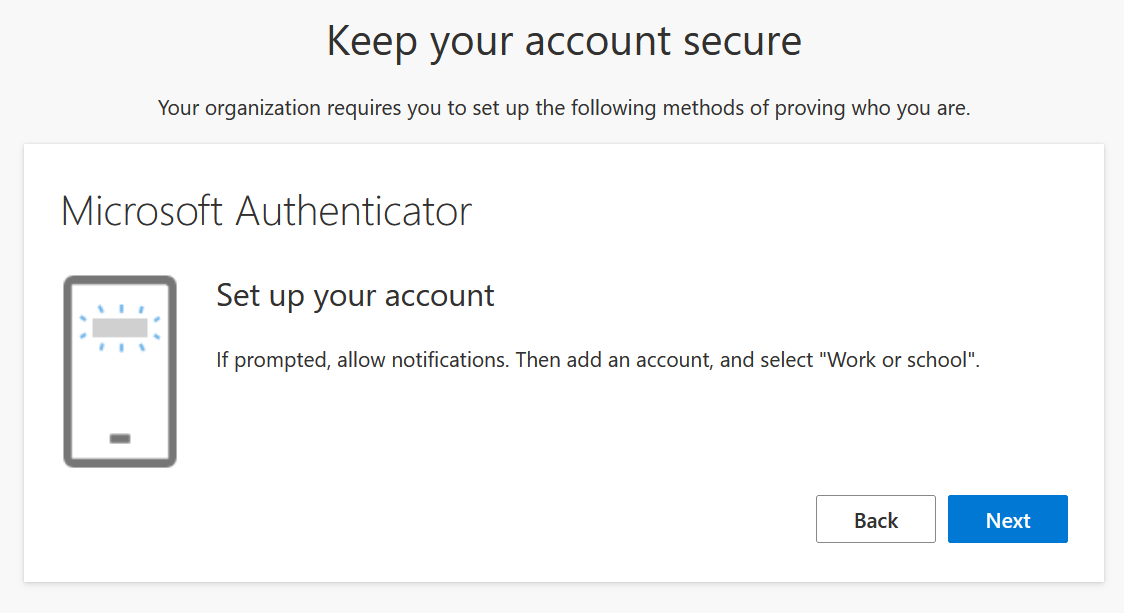 Keep your account secure
Your organization requires you to set up the following methods of proving who you are.
Microsoft Authenticator
Set up your account
If prompted, allow notifications. Then add an account, and select "Work or school".
Back
Next